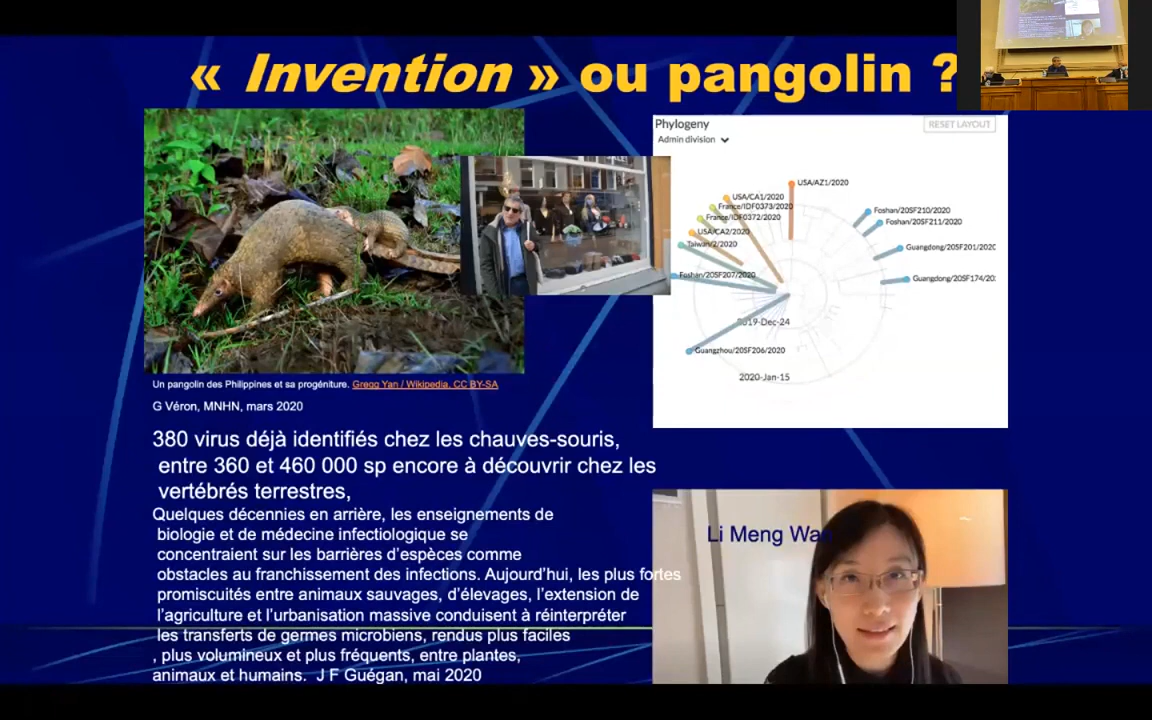 « Invention » ou pangolin ?
Un pangolin des Philippines et sa progéniture. Gregg Yan / Wikipedia, CC BY-SA
G Véron, MNHN, mars 2020
380 virus déjà identifiés chez les chauves-souris,
entre 360 et 460 000 sp encore à découvrir chez les
vertébrés terrestres,
Quelques décennies en arrière, les enseignements de
biologie et de médecine infectiologique se
concentraient sur les barrières d'espèces comme
obstacles au franchissement des infections. Aujourd'hui, les plus fortes
promiscuités entre animaux sauvages, d'élevages, l'extension de
l'agriculture et l'urbanisation massive conduisent à réinterpréter
les transferts de germes microbiens, rendus plus faciles
, plus volumineux et plus fréquents, entre plantes,
animaux et humains. J F Guégan, mai 2020
Phylogeny
RESET LAYOUT
Admin division
USA/AZ1/2020
USA/CA1/2020
France/IDF0373/2020
France/IDF0372/2020
USA/CA2/2020
Taiwan/2/2020
Foshan/20SF207/2020
Foshan/20SF210/2020
Foshan/20SF211/2020
Guangdong/20SF201/2020
Guangdong/20SF174/20
2019-Dec-24
Guangzhou/20SF206/2020
2020-Jan-15
Li Meng Wan